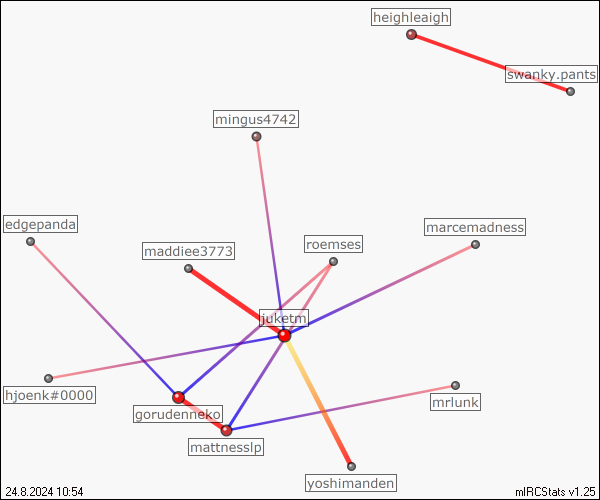 heighleaigh
swanky.pants
mingus4742
edgepanda
marcemadness
roemses
maddiee3773
juketm
hjoenk#0000
mrlunk
gorudenneko
mattnesslp
yoshimanden
24.8.2024 10:54
mIRCStats v1.25